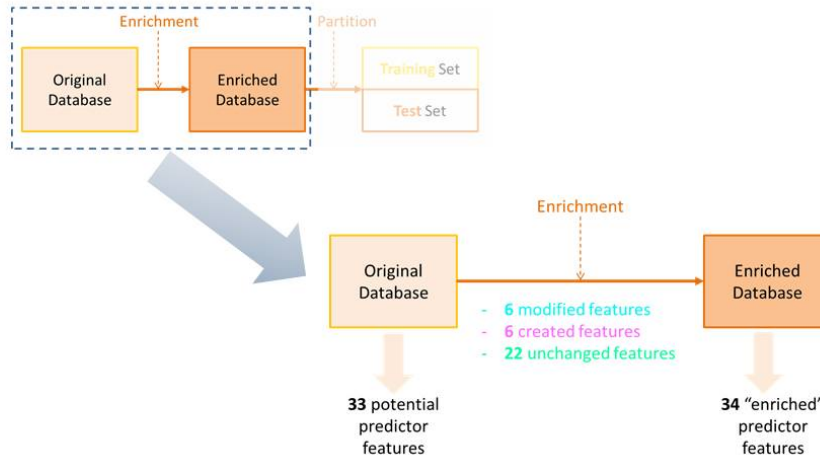 Enrichment
Partition
Original
Database
Enriched
Database
Training Set
Test Set
Enrichment
Original
Database
Enriched
Database
- 6 modified features
- 6 created features
- 22 unchanged features
33 potential
predictor
features
34 “enriched”
predictor
features